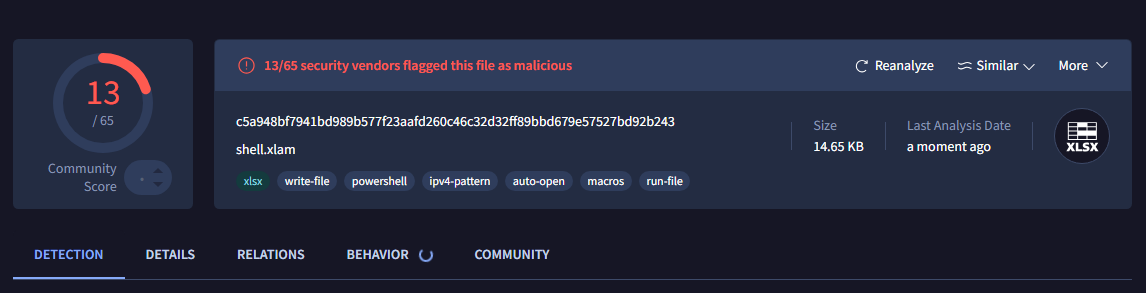 13
/ 65
Community
Score
13/65 security vendors flagged this file as malicious
Reanalyze Similar More
c5a948bf7941bd989b577f23aafd260c46c32d32ff89bbd679e57527bd92b243
shell.xlam
Size
14.65 KB
Last Analysis Date
a moment ago
XLSX
xlsx write-file powershell ipv4-pattern auto-open macros run-file
DETECTION DETAILS RELATIONS BEHAVIOR COMMUNITY